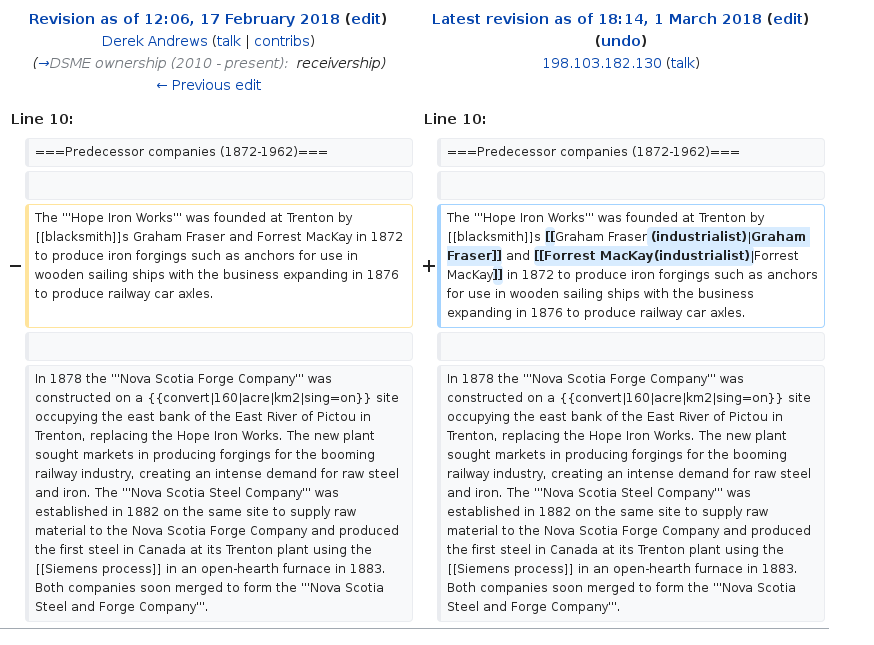 Revision as of 12:06, 17 February 2018 (edit)
Derek Andrews (talk | contribs)
(→DSME ownership (2010 - present): receivership)
← Previous edit
Latest revision as of 18:14, 1 March 2018 (edit)
(undo)
198.103.182.130 (talk)
Line 10:
Line 10:
===Predecessor companies (1872-1962)===
===Predecessor companies (1872-1962)===
−
The '''Hope Iron Works''' was founded at Trenton by
[[blacksmith]]s Graham Fraser and Forrest MacKay in 1872
to produce iron forgings such as anchors for use in
wooden sailing ships with the business expanding in 1876
to produce railway car axles.
+
The '''Hope Iron Works''' was founded at Trenton by
[[blacksmith]]s [[Graham Fraser (industrialist)|Graham
Fraser]] and [[Forrest MacKay(industrialist)|Forrest
MacKay]] in 1872 to produce iron forgings such as anchors
for use in wooden sailing ships with the business
expanding in 1876 to produce railway car axles.
In 1878 the '''Nova Scotia Forge Company''' was
constructed on a {{convert|160|acre|km2|sing=on}} site
occupying the east bank of the East River of Pictou in
Trenton, replacing the Hope Iron Works. The new plant
sought markets in producing forgings for the booming
railway industry, creating an intense demand for raw steel
and iron. The '''Nova Scotia Steel Company''' was
established in 1882 on the same site to supply raw
material to the Nova Scotia Forge Company and produced
the first steel in Canada at its Trenton plant using the
[[Siemens process]] in an open-hearth furnace in 1883.
Both companies soon merged to form the '''Nova Scotia
Steel and Forge Company'''.
In 1878 the '''Nova Scotia Forge Company''' was
constructed on a {{convert|160|acre|km2|sing=on}} site
occupying the east bank of the East River of Pictou in
Trenton, replacing the Hope Iron Works. The new plant
sought markets in producing forgings for the booming
railway industry, creating an intense demand for raw steel
and iron. The '''Nova Scotia Steel Company''' was
established in 1882 on the same site to supply raw
material to the Nova Scotia Forge Company and produced
the first steel in Canada at its Trenton plant using the
[[Siemens process]] in an open-hearth furnace in 1883.
Both companies soon merged to form the '''Nova Scotia
Steel and Forge Company'''.